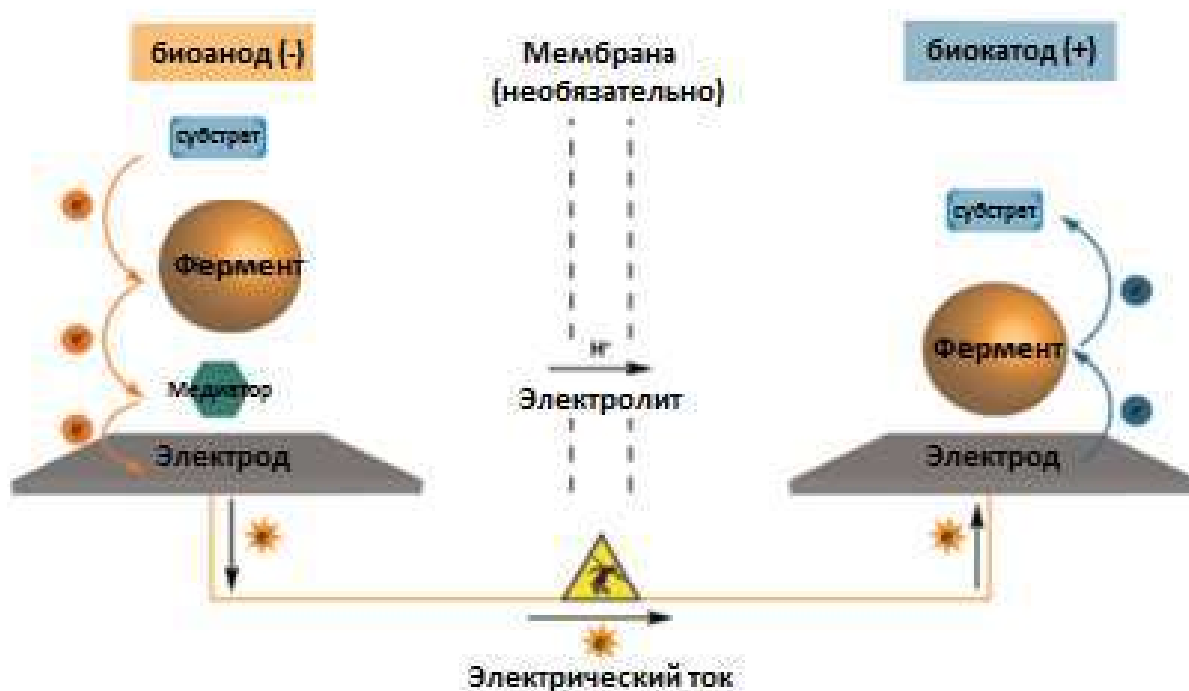 биоанод (-)
Мембрана
(необязательно)
биокатод (+)
субстрат
e⁻
Фермент
e⁻
Медиатор
e⁻
Электрод
H⁺
Электролит
субстрат
e⁻
Фермент
e⁻
Электрод
e⁻
e⁻
e⁻
Электрический ток